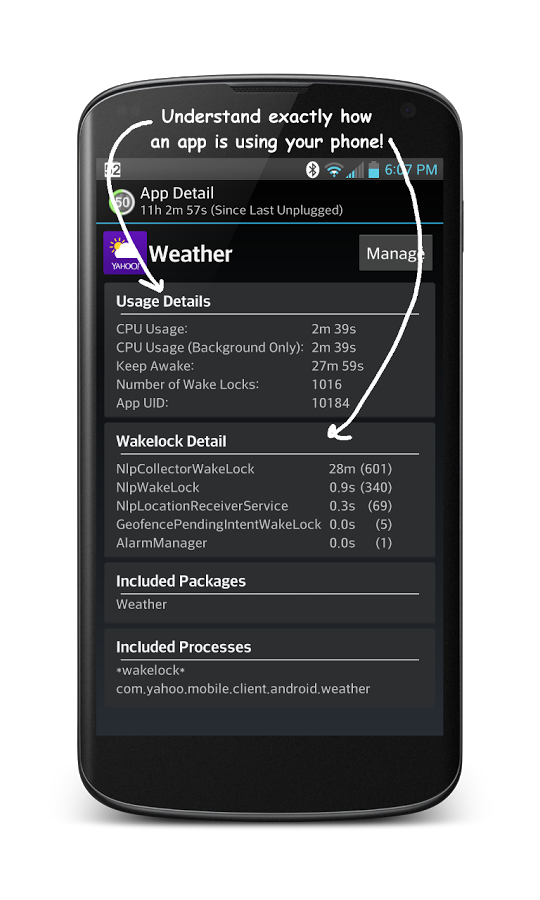 Understand exactly how
an app is using your phone!
6:07 PM
50
App Detail
11h 2m 57s (Since Last Unplugged)
YAHOO!
Weather
Manage
Usage Details
CPU Usage: 2m 39s
CPU Usage (Background Only): 2m 39s
Keep Awake: 27m 59s
Number of Wake Locks: 1016
App UID: 10184
Wakelock Detail
NlpCollectorWakeLock 28m (601)
NlpWakeLock 0.9s (340)
NlpLocationReceiverService 0.3s (69)
GeofencePendingIntentWakeLock 0.0s (5)
AlarmManager 0.0s (1)
Included Packages
Weather
Included Processes
*wakelock*
com.yahoo.mobile.client.android.weather